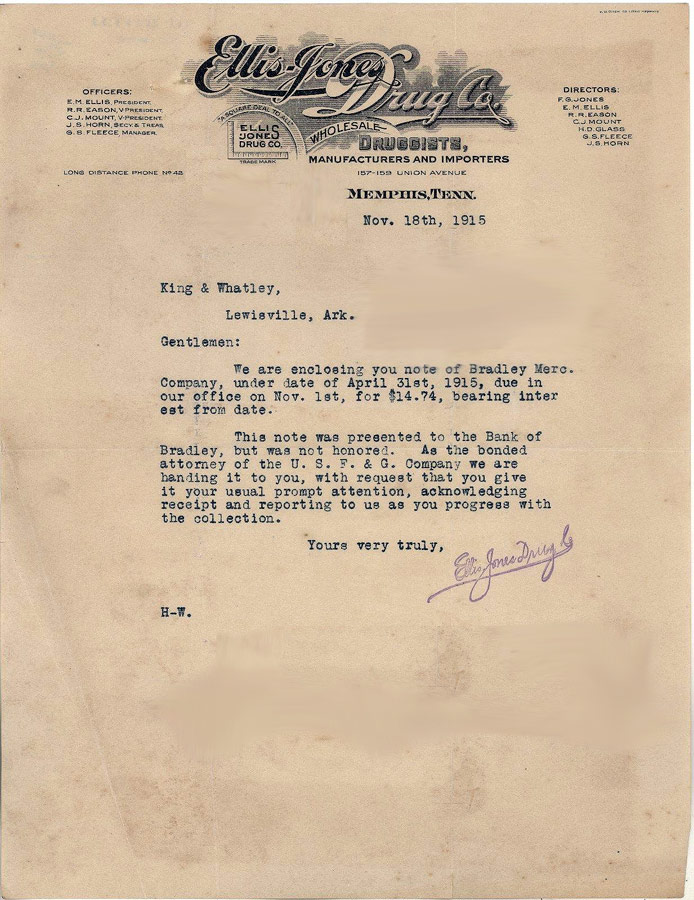 Ellis-Jones
Drug Co.
"A SQUARE DEAL TO ALL"
ELLIS
JONES
DRUG CO.
TRADE MARK
WHOLESALE
DRUGGISTS,
MANUFACTURERS AND IMPORTERS
157-159 UNION AVENUE
MEMPHIS, TENN.
OFFICERS:
E.M. ELLIS, PRESIDENT.
R.R. EASON, V. PRESIDENT.
C.J. MOUNT, V. PRESIDENT.
J.S. HORN, SECY. & TREAS.
G.S. FLEECE, MANAGER.
LONG DISTANCE PHONE No 42
DIRECTORS:
F.G. JONES
E.M. ELLIS
R.R. EASON
C.J. MOUNT
H.D. GLASS
G.S. FLEECE
J.S. HORN
Nov. 18th, 1915
King & Whatley,
Lewisville, Ark.
Gentlemen:
We are enclosing you note of Bradley Merc.
Company, under date of April 31st, 1915, due in
our office on Nov. 1st, for $14.74, bearing inter
est from date.
This note was presented to the Bank of
Bradley, but was not honored. As the bonded
attorney of the U. S. F. & G. Company we are
handing it to you, with request that you give
it your usual prompt attention, acknowledging
receipt and reporting to us as you progress with
the collection.
Yours very truly,
Ellis Jones Drug Co
H-W.